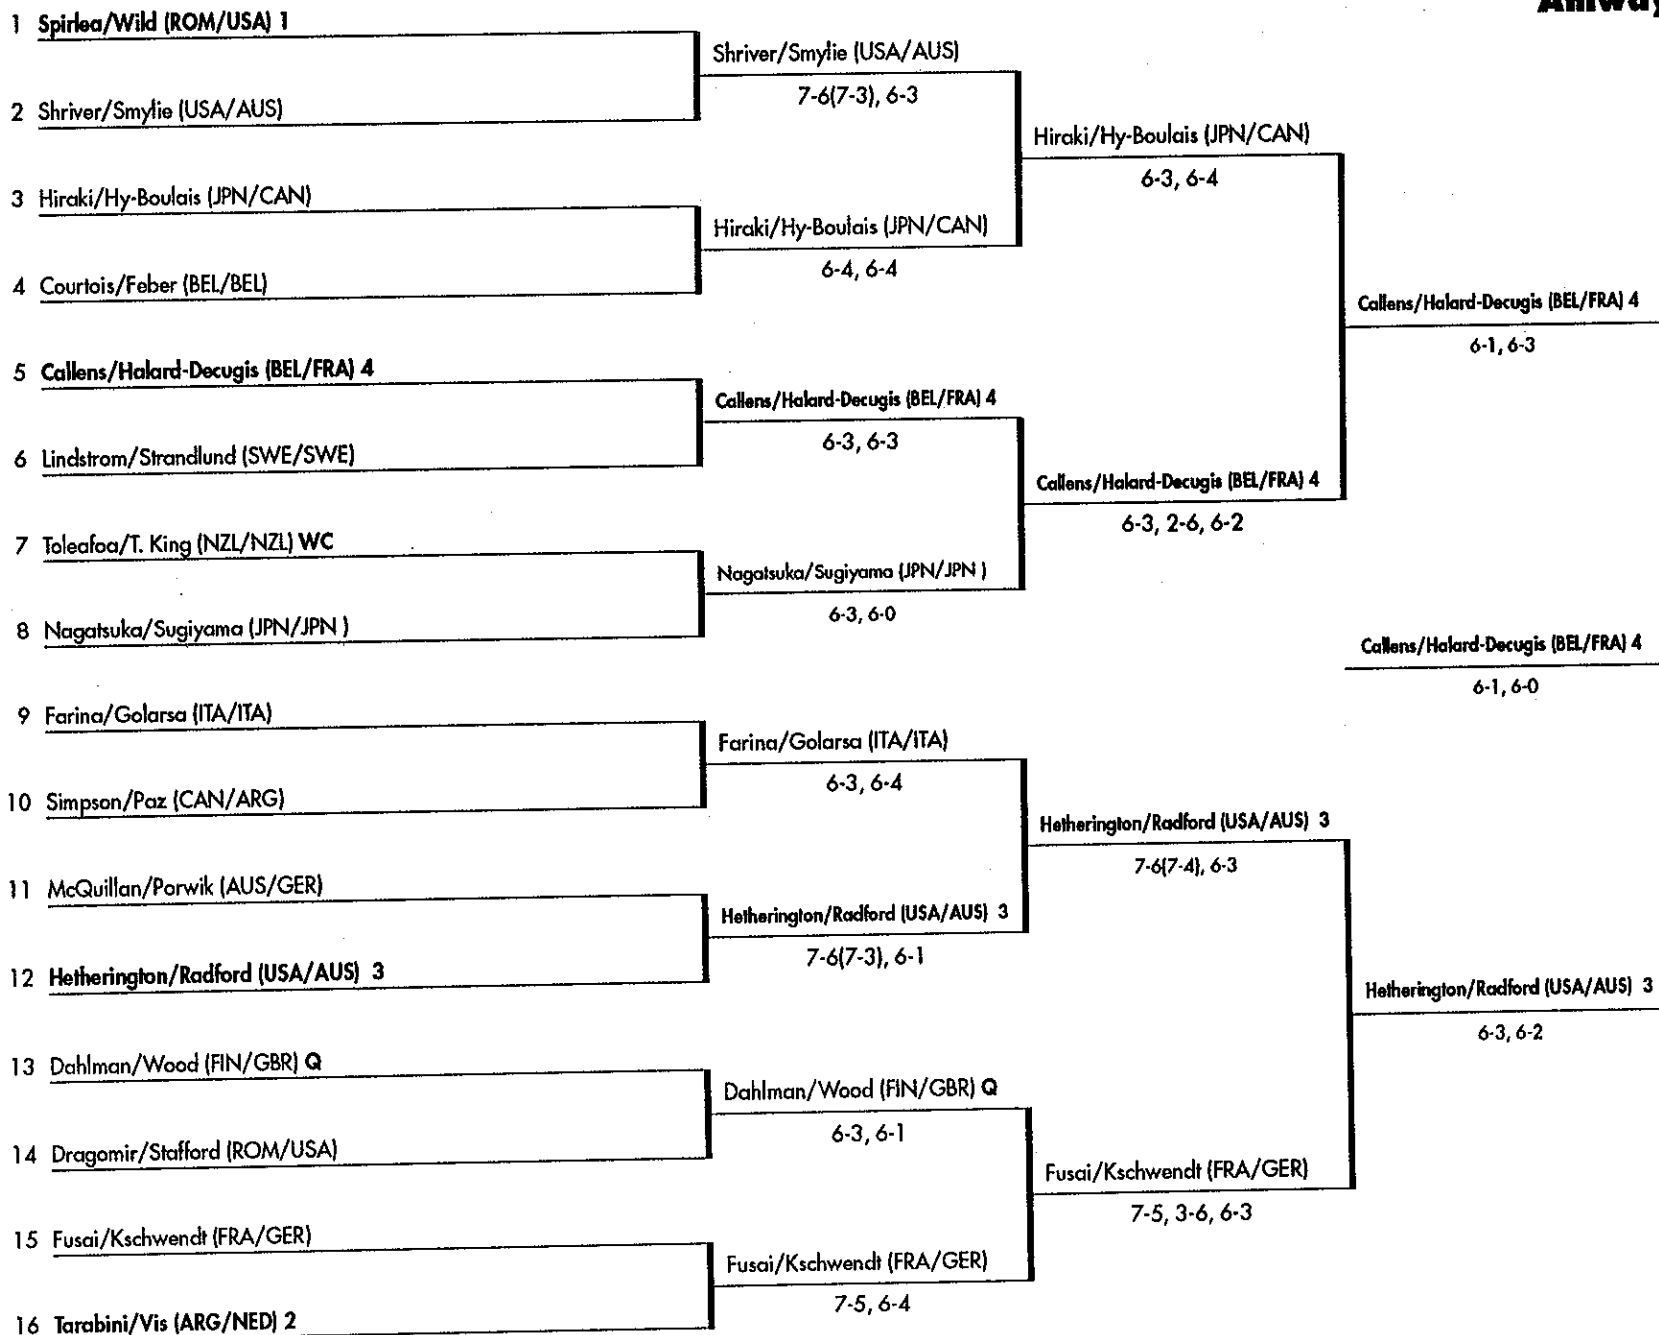 Amway
1 Spirlea/Wild (ROM/USA) 1
2 Shriver/Smylie (USA/AUS)
3 Hiraki/Hy-Boulais (JPN/CAN)
4 Courtois/Feber (BEL/BEL)
5 Callens/Halard-Decugis (BEL/FRA) 4
6 Lindstrom/Strandlund (SWE/SWE)
7 Toleafoa/T. King (NZL/NZL) WC
8 Nagatsuka/Sugiyama (JPN/JPN )
9 Farina/Golarsa (ITA/ITA)
10 Simpson/Paz (CAN/ARG)
11 McQuillan/Porwik (AUS/GER)
12 Hetherington/Radford (USA/AUS) 3
13 Dahlman/Wood (FIN/GBR) Q
14 Dragomir/Stafford (ROM/USA)
15 Fusai/Kschwendt (FRA/GER)
16 Tarabini/Vis (ARG/NED) 2
Shriver/Smylie (USA/AUS)
7-6(7-3), 6-3
Hiraki/Hy-Boulais (JPN/CAN)
6-4, 6-4
Callens/Halard-Decugis (BEL/FRA) 4
6-3, 6-3
Nagatsuka/Sugiyama (JPN/JPN )
6-3, 6-0
Farina/Golarsa (ITA/ITA)
6-3, 6-4
Hetherington/Radford (USA/AUS) 3
7-6(7-3), 6-1
Dahlman/Wood (FIN/GBR) Q
6-3, 6-1
Fusai/Kschwendt (FRA/GER)
7-5, 6-4
Hiraki/Hy-Boulais (JPN/CAN)
6-3, 6-4
Callens/Halard-Decugis (BEL/FRA) 4
6-3, 2-6, 6-2
Hetherington/Radford (USA/AUS) 3
7-6(7-4), 6-3
Fusai/Kschwendt (FRA/GER)
7-5, 3-6, 6-3
Callens/Halard-Decugis (BEL/FRA) 4
6-1, 6-3
Callens/Halard-Decugis (BEL/FRA) 4
6-1, 6-0
Hetherington/Radford (USA/AUS) 3
6-3, 6-2